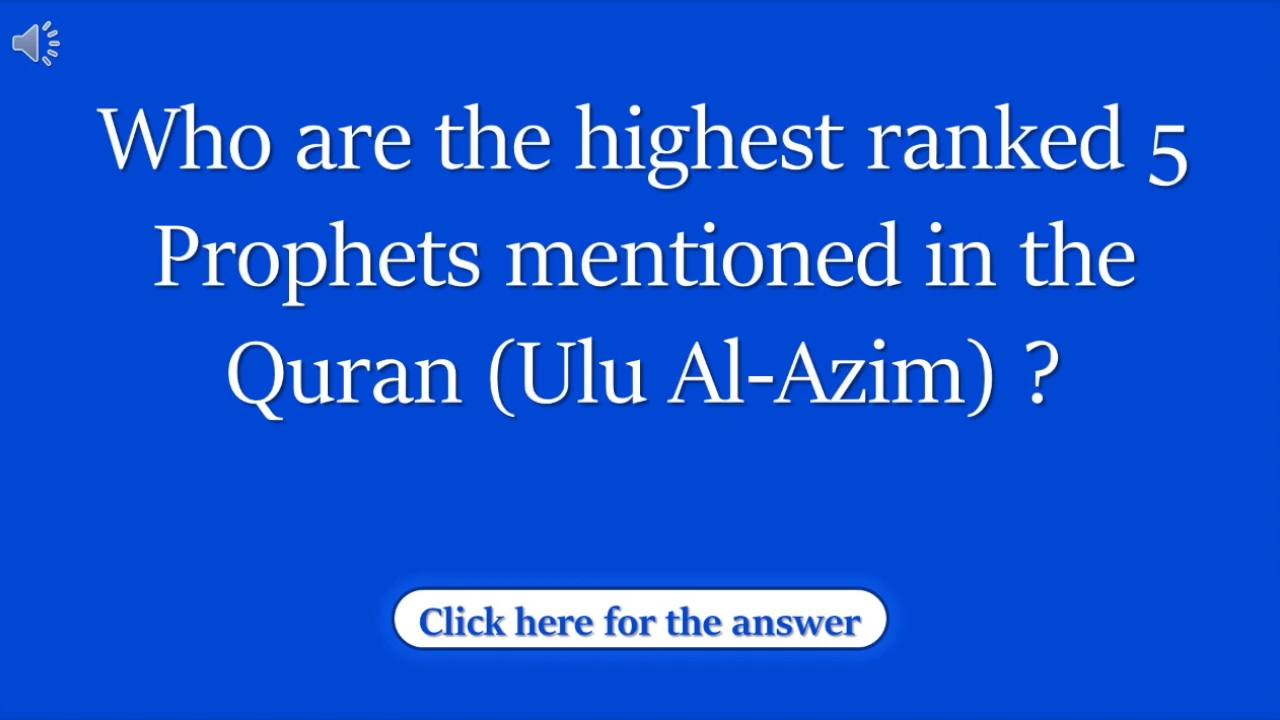 Who are the highest ranked 5
Prophets mentioned in the
Quran (Ulu Al-Azim) ?
Click here for the answer